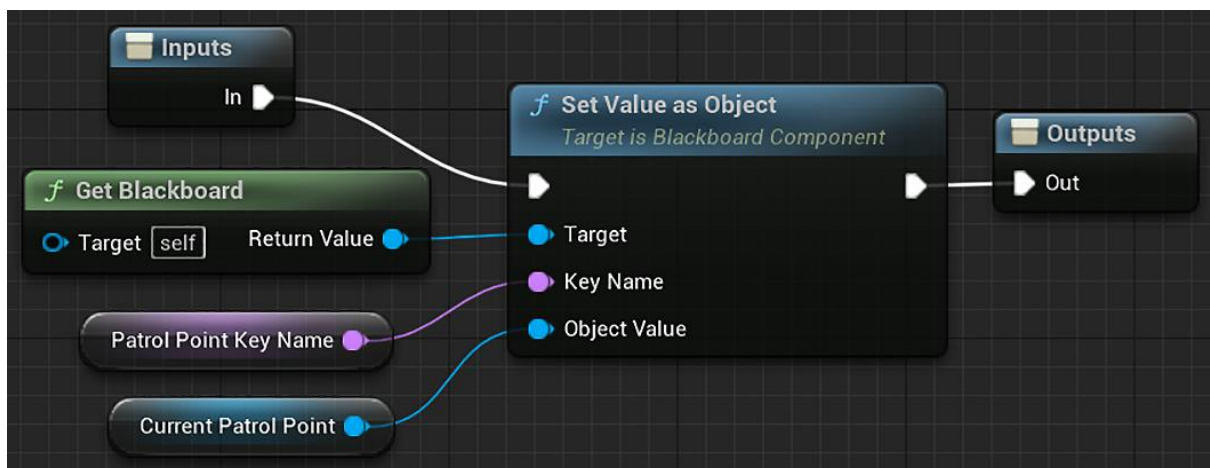 Inputs
In
f Get Blackboard
Target self Return Value
Patrol Point Key Name
Current Patrol Point
f Set Value as Object
Target is Blackboard Component
Target
Key Name
Object Value
Outputs
Out